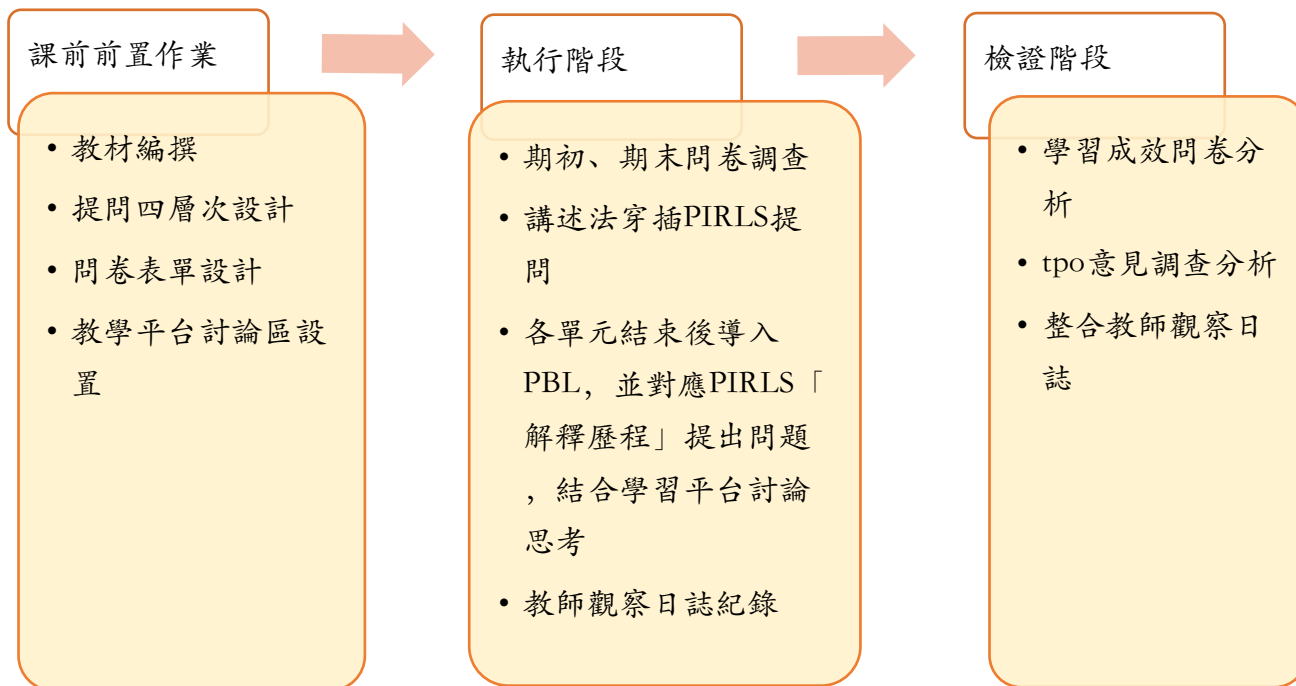 課前前置作業
• 教材編撰
• 提問四層次設計
• 問卷表單設計
• 教學平台討論區設
置
執行階段
• 期初、期末問卷調查
• 講述法穿插PIRLS提
問
• 各單元結束後導入
PBL，並對應PIRLS「
解釋歷程」提出問題
，結合學習平台討論
思考
• 教師觀察日誌紀錄
檢證階段
• 學習成效問卷分
析
• tpo意見調查分析
• 整合教師觀察日
誌